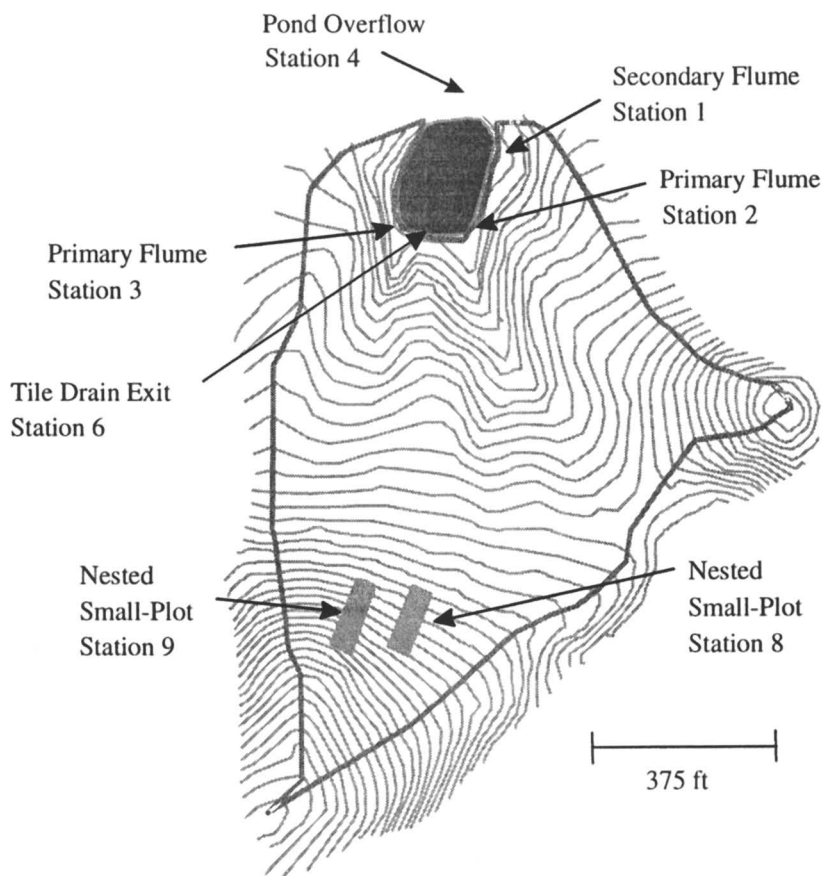 Pond Overflow
Station 4
Secondary Flume
Station 1
Primary Flume
Station 2
Primary Flume
Station 3
Tile Drain Exit
Station 6
Nested
Small-Plot
Station 9
Nested
Small-Plot
Station 8
375 ft